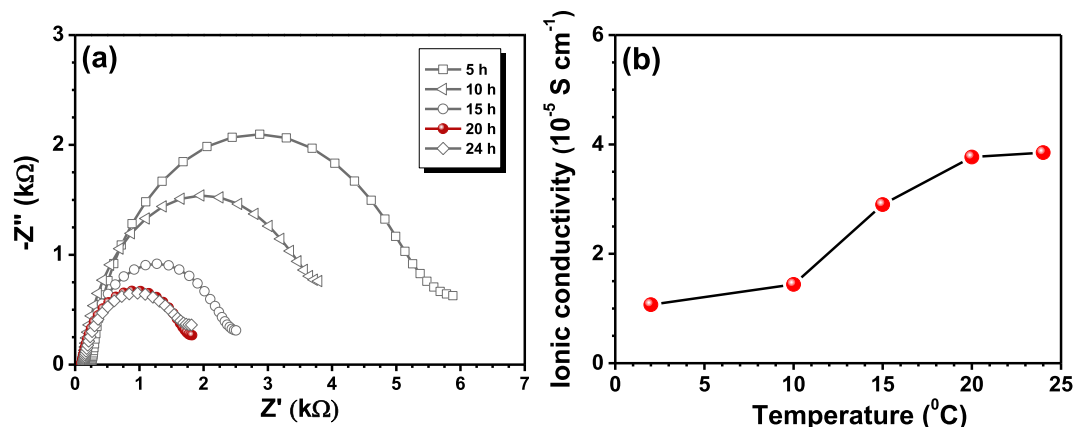 (a)
3
2
1
0
-Z'' (kΩ)
0 1 2 3 4 5 6 7
Z' (kΩ)
5 h
10 h
15 h
20 h
24 h
(b)
6
4
2
0
Ionic conductivity (10⁻⁵ S cm⁻¹)
0 5 10 15 20 25
Temperature (⁰C)